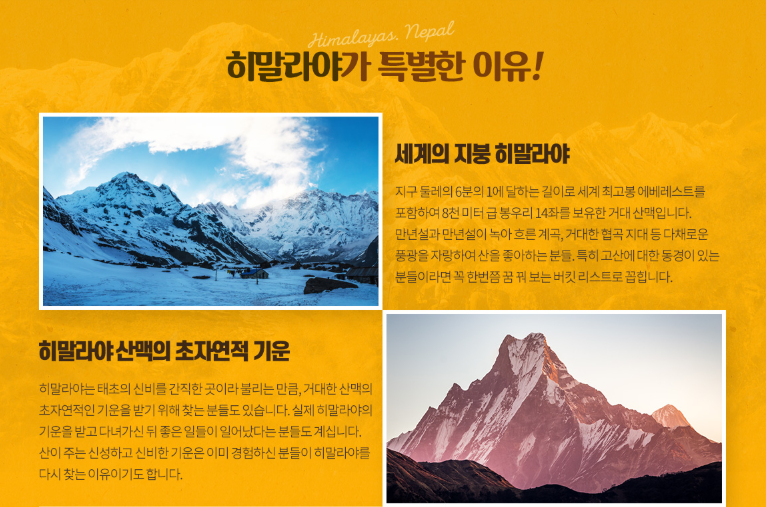 Himalayas. Nepal
히말라야가 특별한 이유!
세계의 지붕 히말라야
지구 둘레의 6분의 1에 달하는 길이로 세계 최고봉 에베레스트를
포함하여 8천 미터 급 봉우리 14좌를 보유한 거대 산맥입니다.
만년설과 만년설이 녹아 흐른 계곡, 거대한 협곡 지대 등 다채로운
풍광을 자랑하여 산을 좋아하는 분들, 특히 고산에 대한 동경이 있는
분들이라면 꼭 한번쯤 꿈 꿔 보는 버킷 리스트로 꼽힙니다.
히말라야 산맥의 초자연적 기운
히말라야는 태초의 신비를 간직한 곳이라 불리는 만큼, 거대한 산맥의
초자연적인 기운을 받기 위해 찾는 분들도 있습니다. 실제 히말라야의
기운을 받고 다녀가신 뒤 좋은 일들이 일어났다는 분들도 계십니다.
산이 주는 신성하고 신비한 기운은 이미 경험하신 분들이 히말라야를
다시 찾는 이유이기도 합니다.